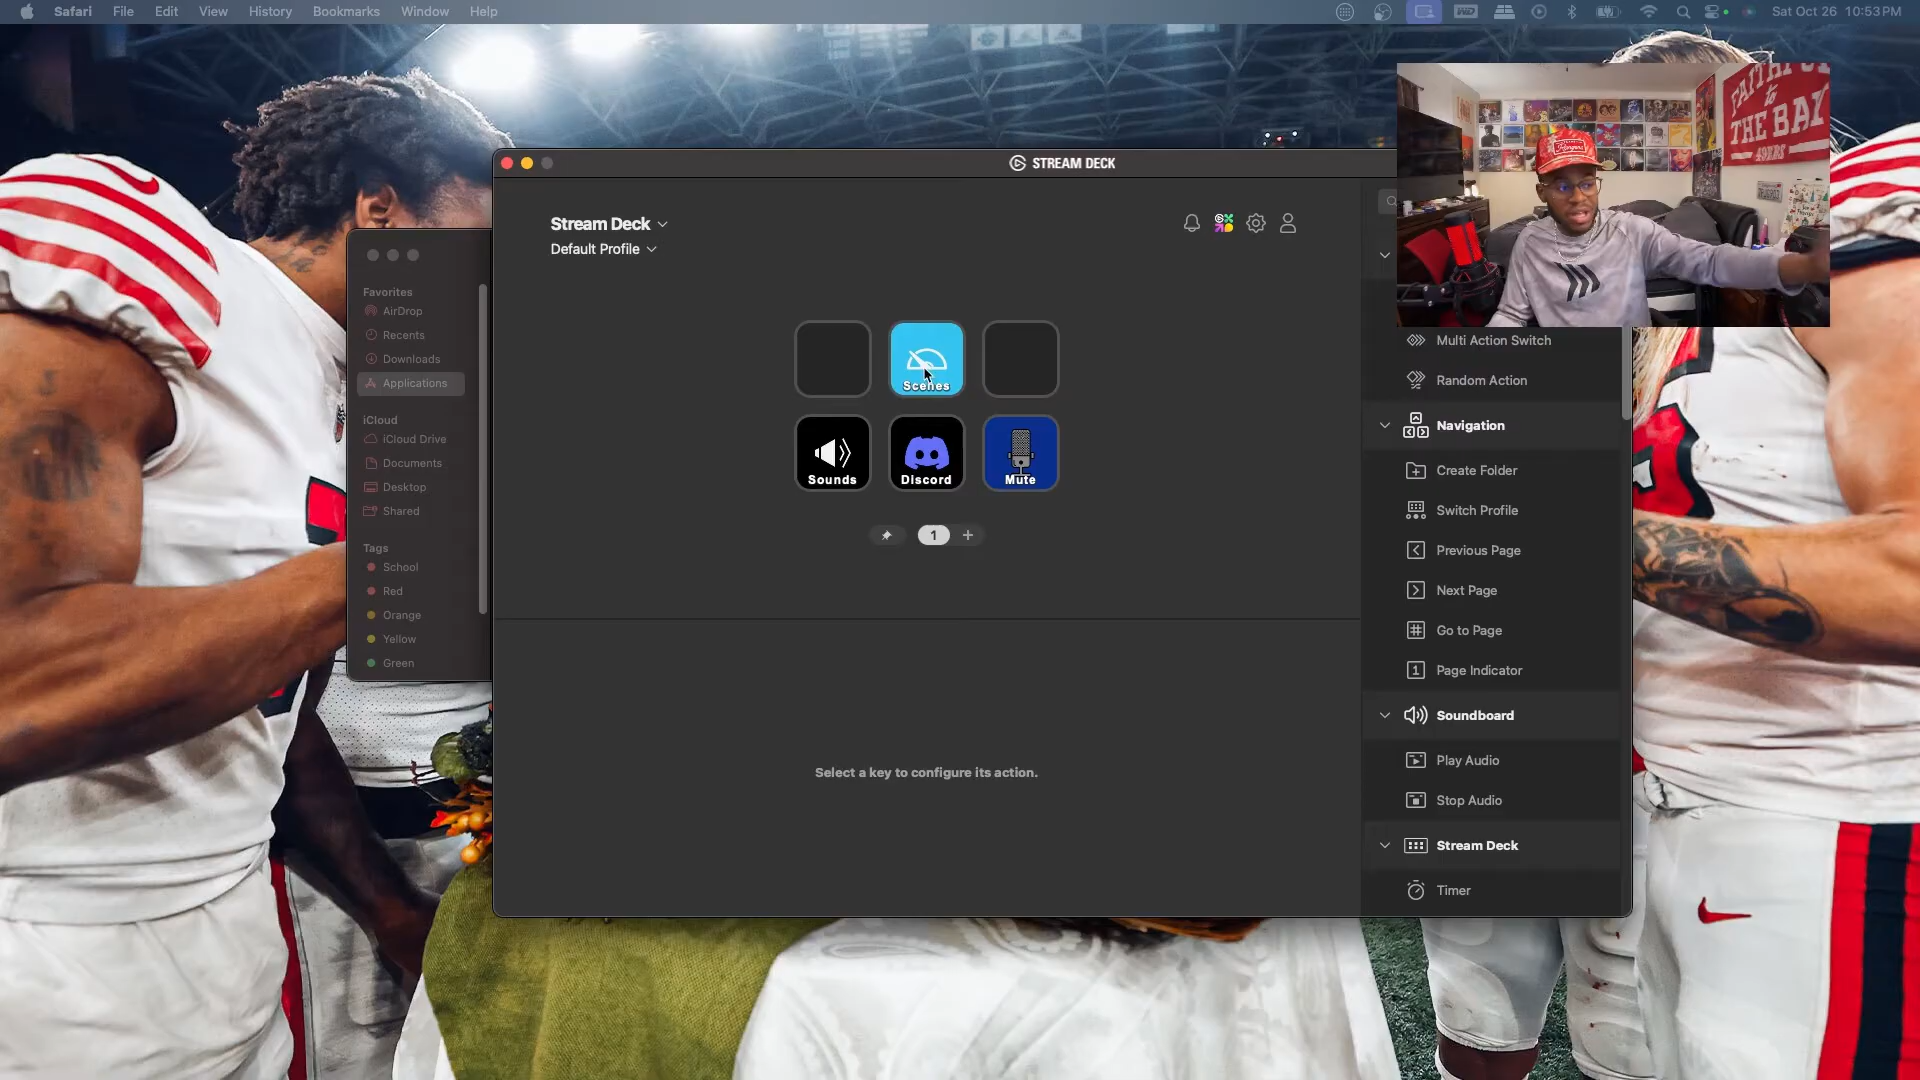 Safari File Edit View History Bookmarks Window Help
Sat Oct 26 10:53 PM
FAITHFUL
to
THE BAY
49ERS
STREAM DECK
Stream Deck
Default Profile
Favorites
AirDrop
Recents
Downloads
Applications
iCloud
iCloud Drive
Documents
Desktop
Shared
Tags
School
Red
Orange
Yellow
Green
Scenes
Sounds
Discord
Mute
1
Select a key to configure its action.
Multi Action Switch
Random Action
Navigation
Create Folder
Switch Profile
Previous Page
Next Page
Go to Page
Page Indicator
Soundboard
Play Audio
Stop Audio
Stream Deck
Timer